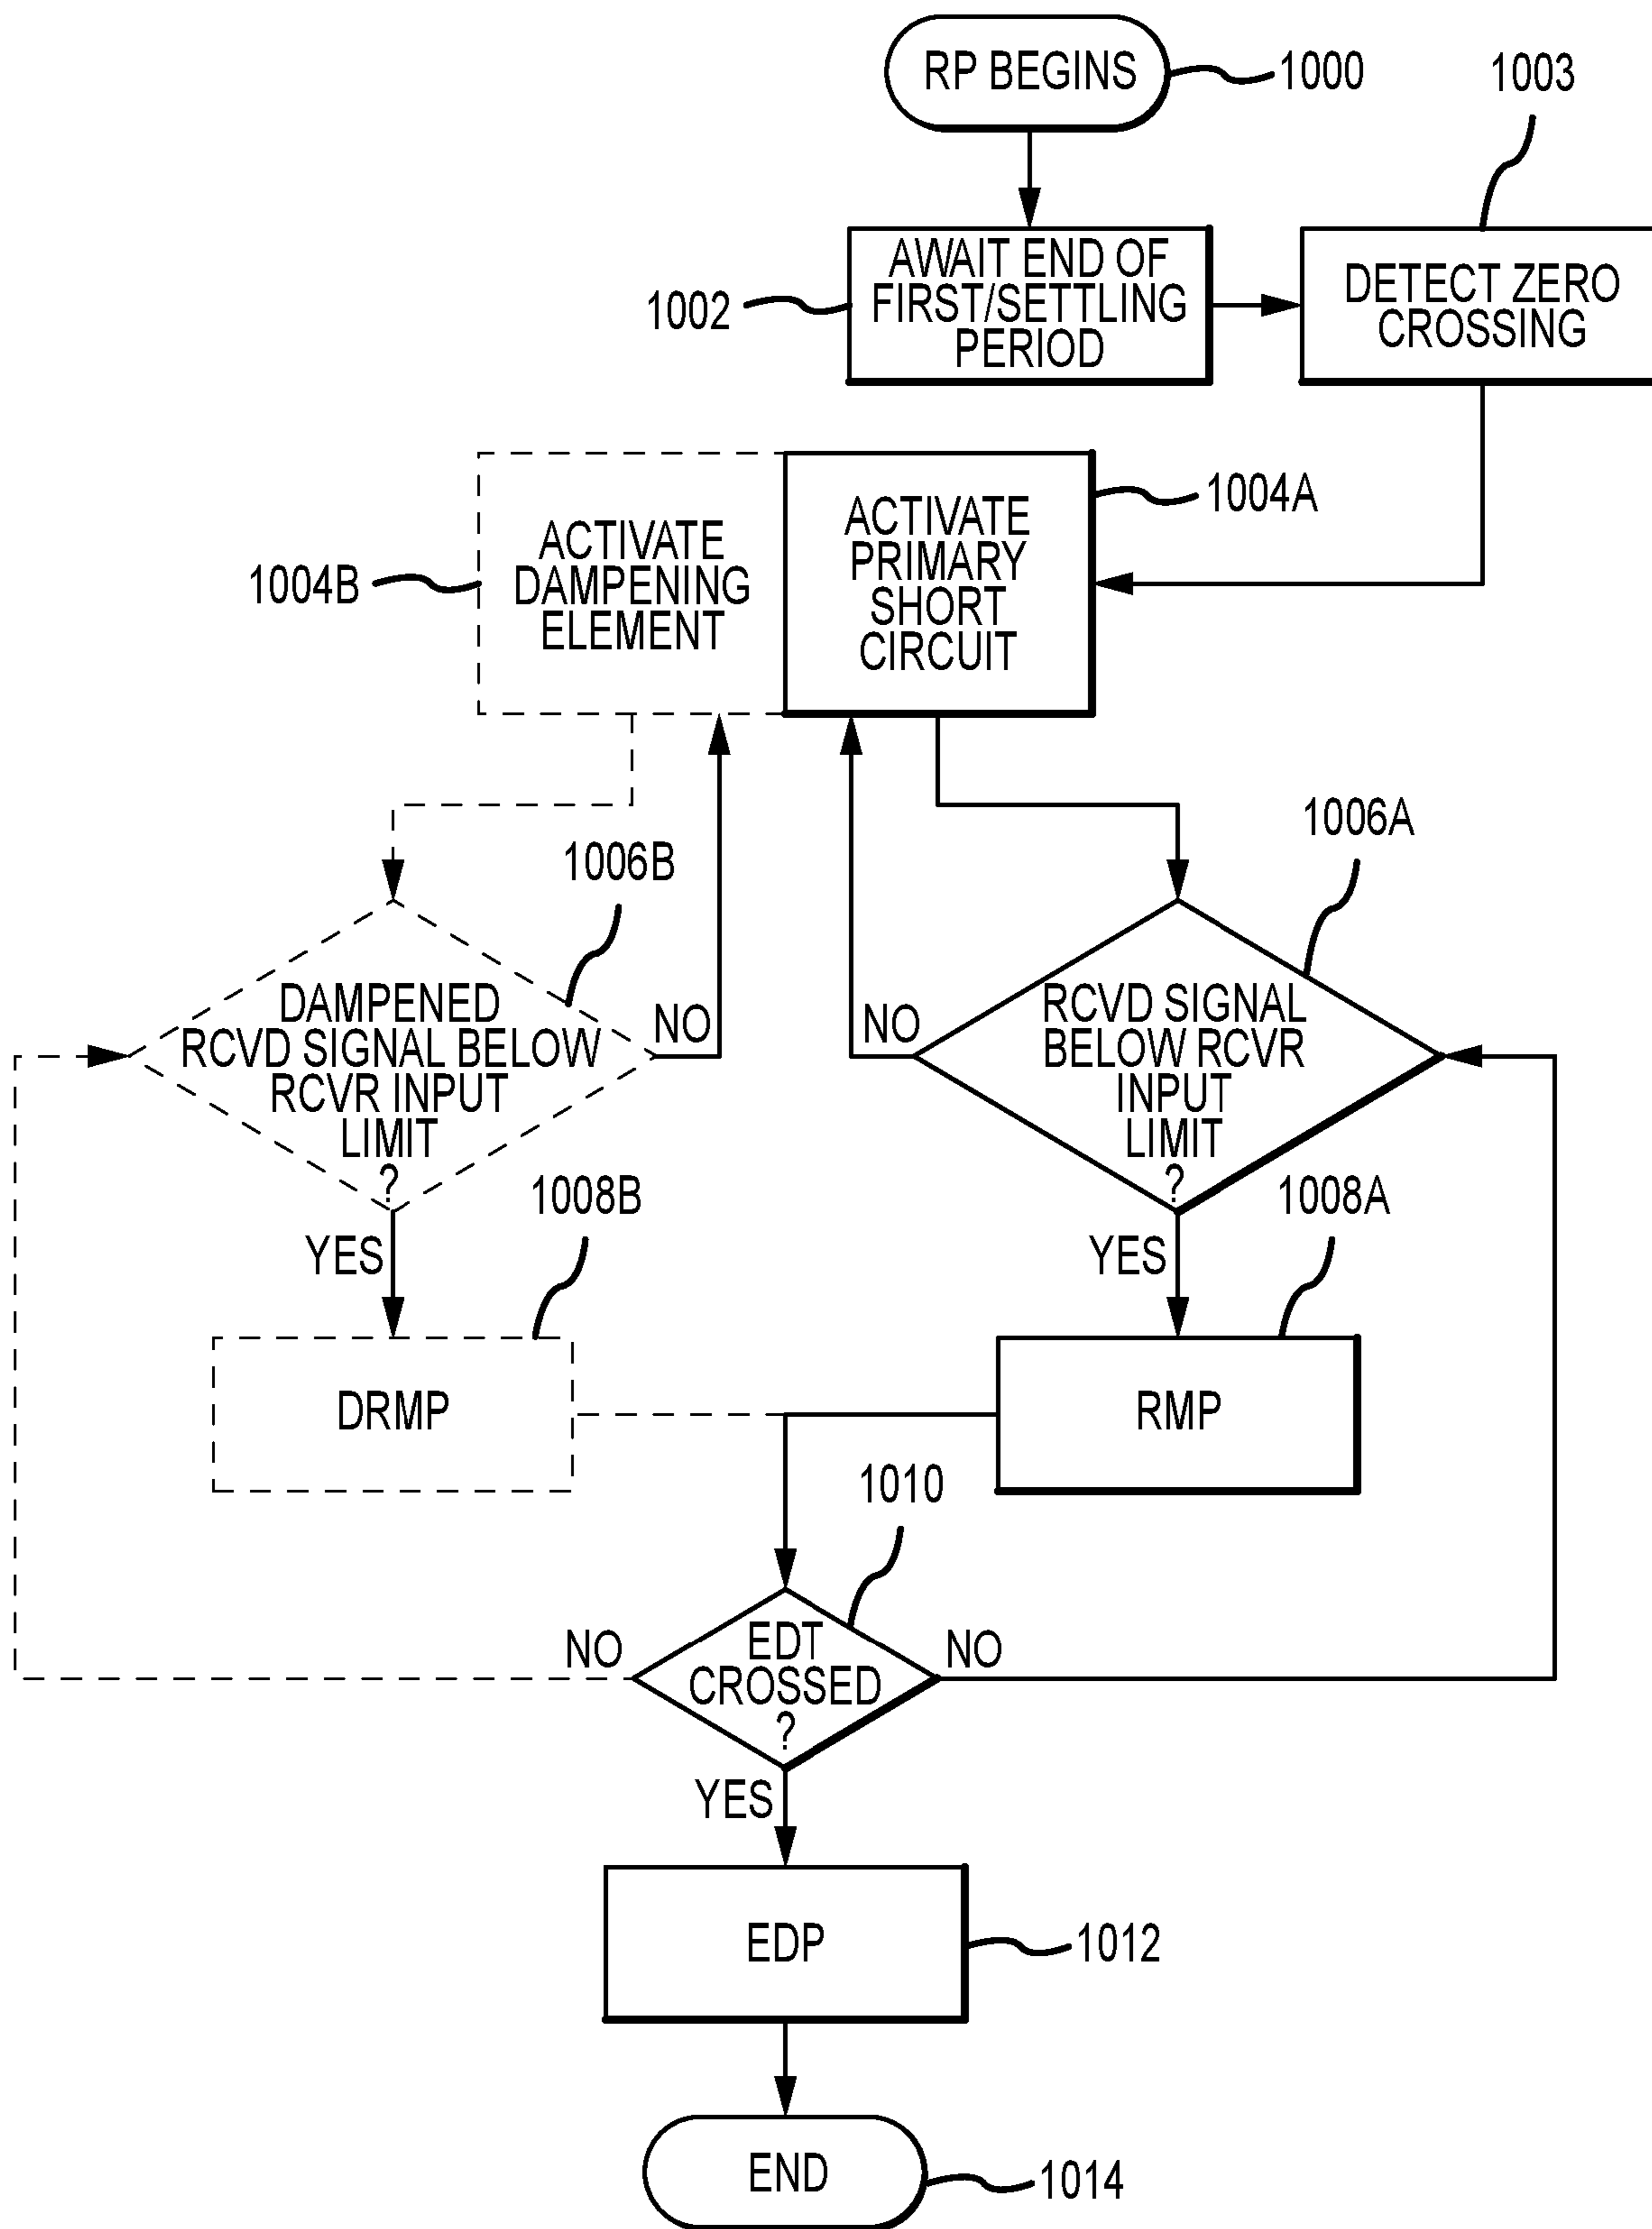 RP BEGINS
1000
1003
AWAIT END OF
FIRST/SETTLING
PERIOD
1002
DETECT ZERO
CROSSING
1004A
ACTIVATE
PRIMARY
SHORT
CIRCUIT
ACTIVATE
DAMPENING
ELEMENT
1004B
1006A
1006B
DAMPENED
RCVD SIGNAL BELOW
RCVR INPUT
LIMIT
?
NO
NO
RCVD SIGNAL
BELOW RCVR
INPUT
LIMIT
?
1008B
1008A
YES
YES
DRMP
RMP
1010
NO
EDT
CROSSED
?
NO
YES
EDP
1012
END
1014